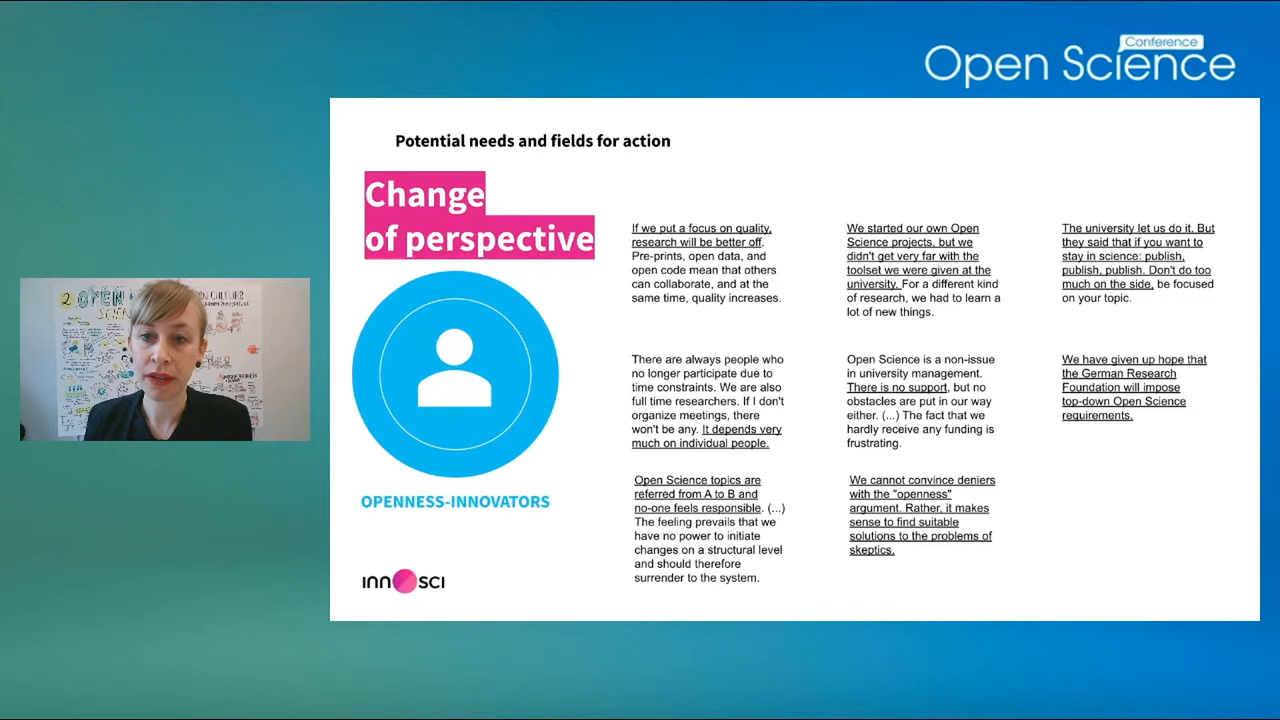 Conference
Open Science
Potential needs and fields for action
Change
of perspective
OPENNESS-INNOVATORS
INNOSCI
If we put a focus on quality,
research will be better off.
Pre-prints, open data, and
open code mean that others
can collaborate, and at the
same time, quality increases.
We started our own Open
Science projects, but we
didn't get very far with the
toolset we were given at the
university. For a different kind
of research, we had to learn a
lot of new things.
The university let us do it. But
they said that if you want to
stay in science: publish,
publish, publish. Don't do too
much on the side, be focused
on your topic.
There are always people who
no longer participate due to
time constraints. We are also
full time researchers. If I don't
organize meetings, there
won't be any. It depends very
much on individual people.
Open Science is a non-issue
in university management.
There is no support, but no
obstacles are put in our way
either. (...) The fact that we
hardly receive any funding is
frustrating.
We have given up hope that
the German Research
Foundation will impose
top-down Open Science
requirements.
Open Science topics are
referred from A to B and
no-one feels responsible. (...)
The feeling prevails that we
have no power to initiate
changes on a structural level
and should therefore
surrender to the system.
We cannot convince deniers
with the "openness"
argument. Rather, it makes
sense to find suitable
solutions to the problems of
skeptics.
2 OPEN
CULTURE